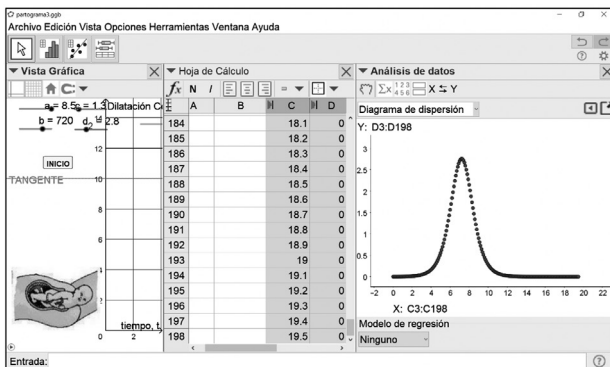 partograma3.ggb
Archivo Edición Vista Opciones Herramientas Ventana Ayuda
Vista Gráfica
Hoja de Cálculo
Análisis de datos
fx N I
Σx 123 456 X ⇆ Y
a = 8.5 c = 1.3 Dilatación
b = 720 d = 2.8
INICIO
TANGENTE
14
12
10
8
6
4
2
0 2
tiempo, t
A B C D
184 18.1 0
185 18.2 0
186 18.3 0
187 18.4 0
188 18.5 0
189 18.6 0
190 18.7 0
191 18.8 0
192 18.9 0
193 19 0
194 19.1 0
195 19.2 0
196 19.3 0
197 19.4 0
198 19.5 0
Diagrama de dispersión
Y: D3:D198
3
2.5
2
1.5
1
0.5
0
-2 0 2 4 6 8 10 12 14 16 18 20 22
X: C3:C198
Modelo de regresión
Ninguno
Entrada: